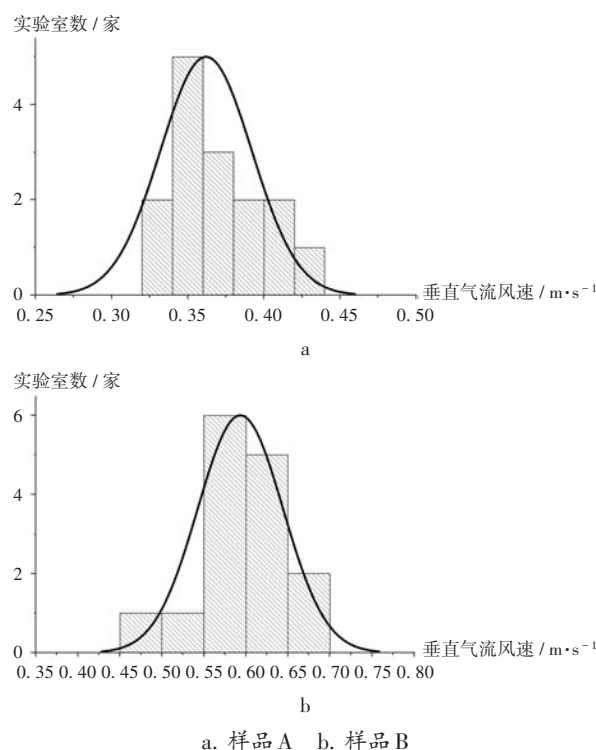 实验室数 / 家
4
2
0
0. 25 0. 30 0. 35 0. 40 0. 45 0. 50
垂直气流风速 / m·s⁻¹
a
实验室数 / 家
6
4
2
0
0. 35 0. 40 0. 45 0. 50 0. 55 0. 60 0. 65 0. 70 0. 75 0. 80
垂直气流风速 / m·s⁻¹
b
a. 样品 A b. 样品 B